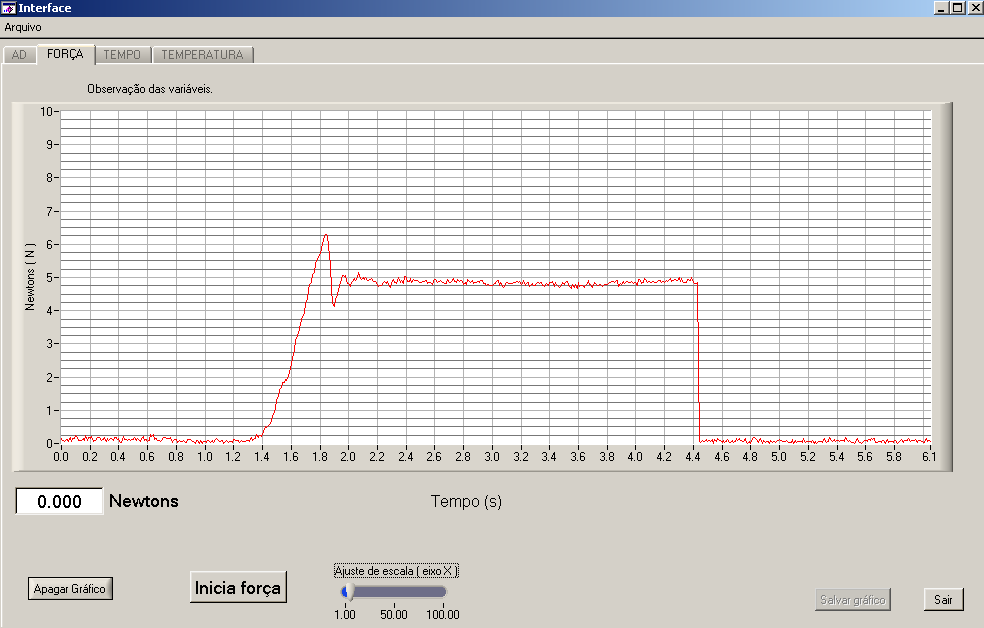 Interface
Arquivo
AD FORÇA TEMPO TEMPERATURA
Observação das variáveis.
10
9
8
7
6
5
4
3
2
1
0
Newtons ( N )
0.0 0.2 0.4 0.6 0.8 1.0 1.2 1.4 1.6 1.8 2.0 2.2 2.4 2.6 2.8 3.0 3.2 3.4 3.6 3.8 4.0 4.2 4.4 4.6 4.8 5.0 5.2 5.4 5.6 5.8 6.1
0.000 Newtons
Tempo (s)
Ajuste de escala ( eixo X )
Apagar Gráfico
Inicia força
1.00 50.00 100.00
Salvar gráfico
Sair